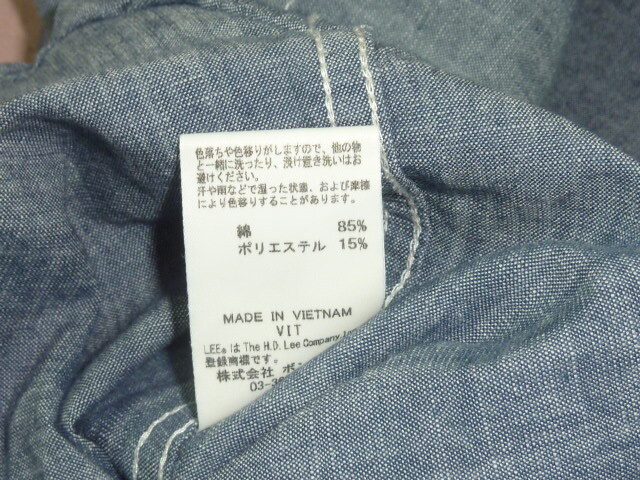 色落ちや色移りがしますので、他の物
と一緒に洗ったり、浸け置き洗いはお
避けください。
汗や雨などで湿った状態、および摩擦
により色移りすることがあります。
綿 85%
ポリエステル 15%
MADE IN VIETNAM
VIT
LEE® は The H.D. Lee Company
登録商標です。
株式会社
03-3